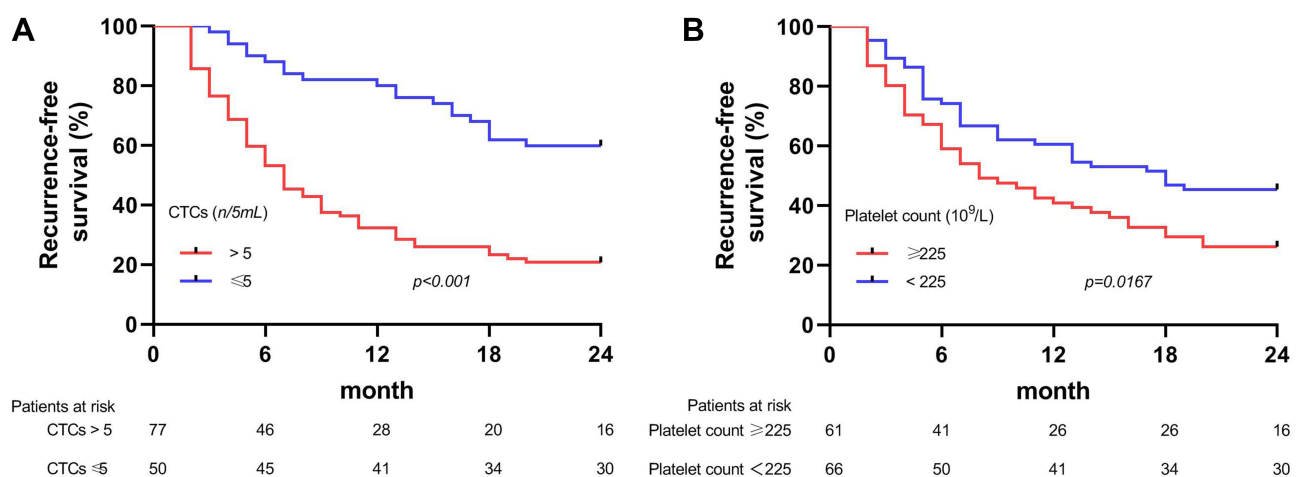 A
Recurrence-free
survival (%)
100
80
60
40
20
0
CTCs (n/5mL)
> 5
⩽5
p<0.001
0 6 12 18 24
month
Patients at risk
CTCs > 5 77 46 28 20 16
CTCs ⩽5 50 45 41 34 30
B
Recurrence-free
survival (%)
100
80
60
40
20
0
Platelet count (10⁹/L)
⩾225
< 225
p=0.0167
0 6 12 18 24
month
Patients at risk
Platelet count ⩾225 61 41 26 26 16
Platelet count <225 66 50 41 34 30